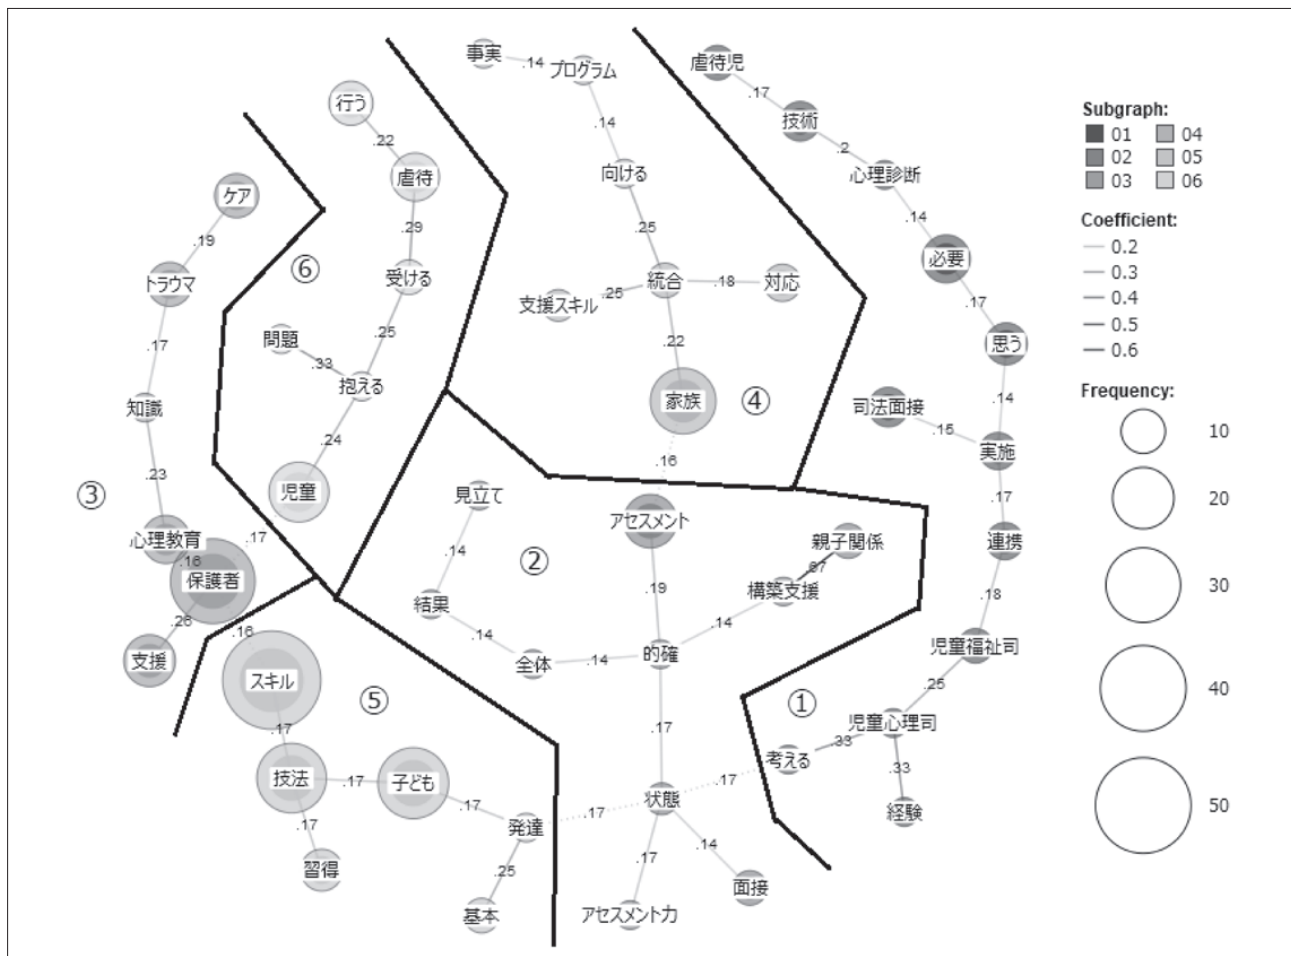 事実
.14
プログラム
.14
向ける
.25
統合
.18
対応
.25
支援スキル
.22
家族
④
.16
虐待児
.17
技術
.2
心理診断
.14
必要
.17
思う
.14
司法面接
.15
実施
.17
連携
.18
児童福祉司
.25
児童心理司
.33
考える
.33
経験
①
.17
行う
.22
虐待
.29
受ける
.25
問題
.33
抱える
.24
児童
⑥
.17
ケア
.19
トラウマ
.17
知識
.23
心理教育
.16
保護者
.26
支援
③
.16
スキル
.17
技法
.17
子ども
.17
発達
.25
基本
.17
習得
⑤
.17
見立て
.14
結果
.14
全体
.14
的確
.19
アセスメント
.14
構築支援
.67
親子関係
②
.17
状態
.17
アセスメント力
.14
面接
Subgraph:
01 04
02 05
03 06
Coefficient:
0.2
0.3
0.4
0.5
0.6
Frequency:
10
20
30
40
50